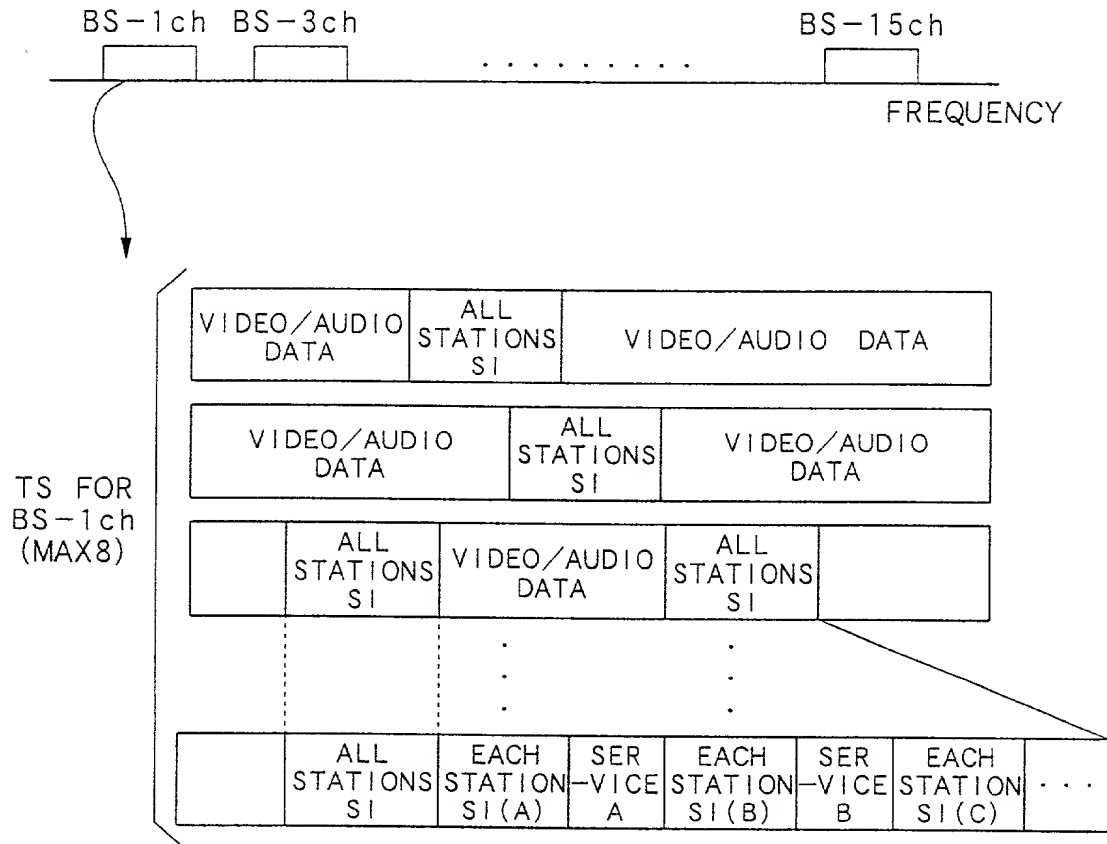 BS-1ch BS-3ch BS-15ch
. . . . . . . . .
FREQUENCY
VIDEO/AUDIO
DATA
ALL
STATIONS
SI
VIDEO/AUDIO DATA
VIDEO/AUDIO
DATA
ALL
STATIONS
SI
VIDEO/AUDIO
DATA
TS FOR
BS-1ch
(MAX8)
ALL
STATIONS
SI
VIDEO/AUDIO
DATA
ALL
STATIONS
SI
ALL
STATIONS
SI
EACH
STATION
SI(A)
SER
-VICE
A
EACH
STATION
SI(B)
SER
-VICE
B
EACH
STATION
SI(C)
. . .